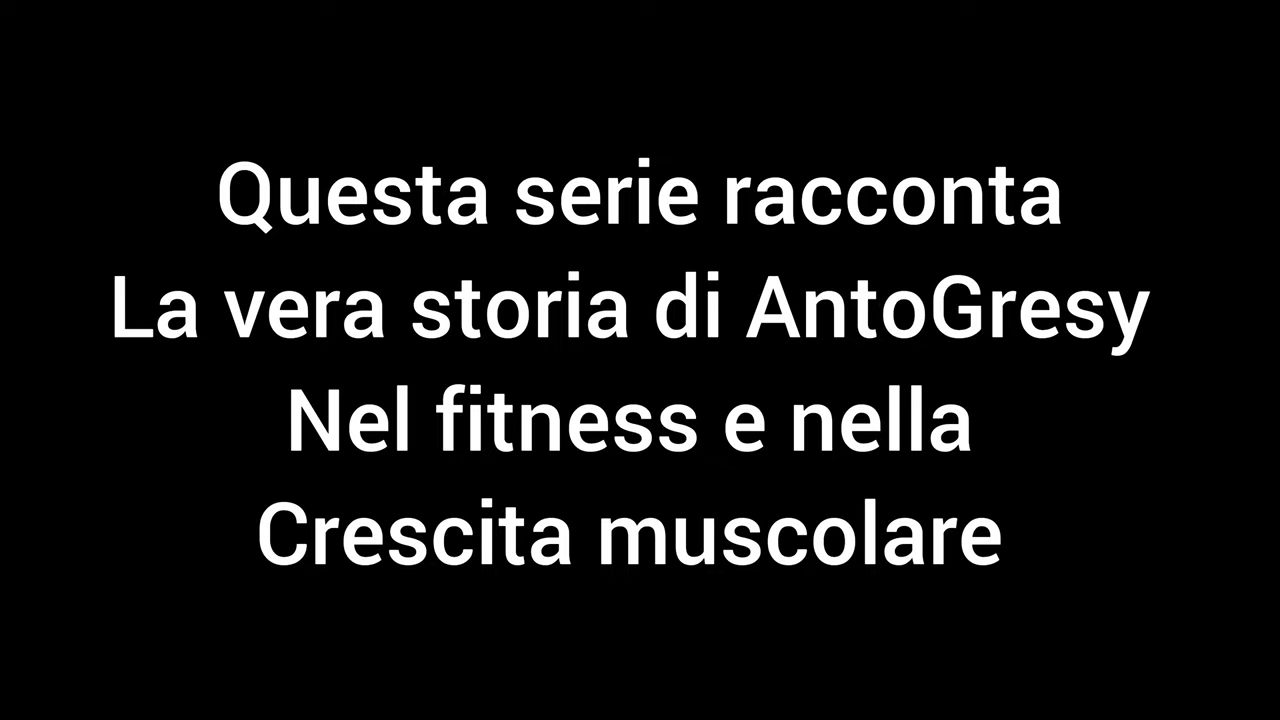 Questa serie racconta
La vera storia di AntoGresy
Nel fitness e nella
Crescita muscolare